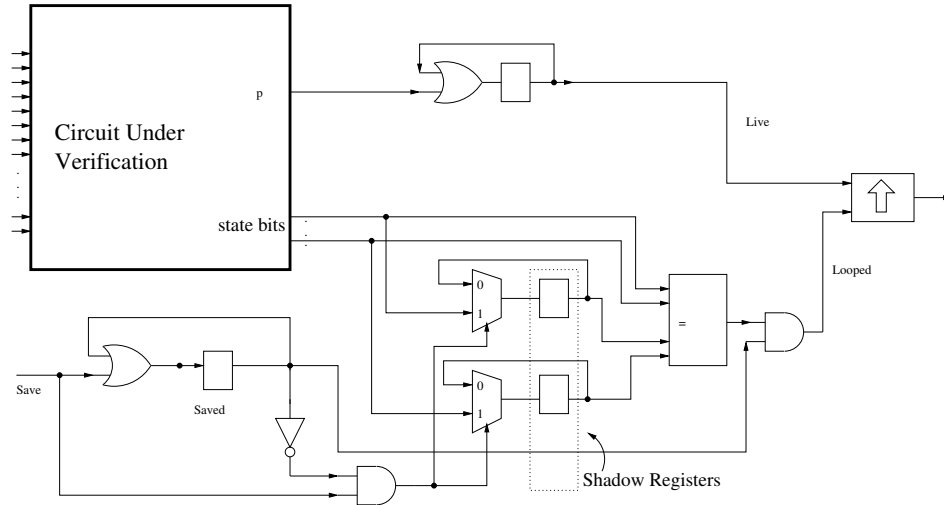 p
Circuit Under
Verification
Live
state bits
Looped
0
1
=
Save
Saved
0
1
Shadow Registers